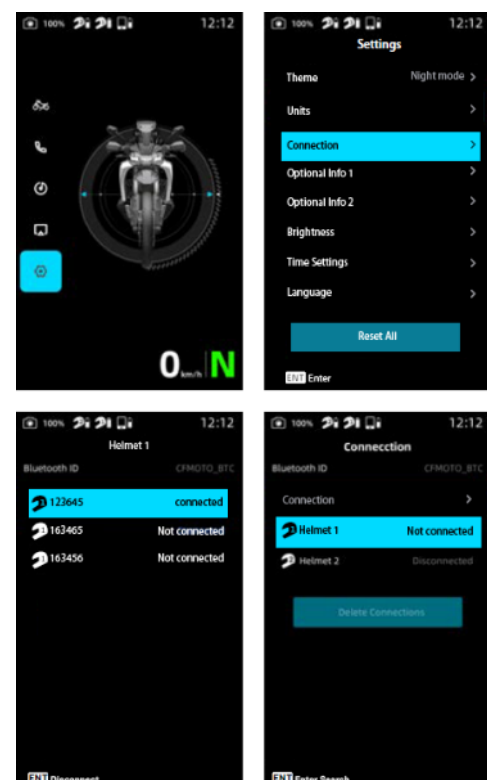 100% 12:12
0 km/h N
100% 12:12
Settings
Theme Night mode >
Units >
Connection >
Optional Info 1 >
Optional Info 2 >
Brightness >
Time Settings >
Language >
Reset All
ENT Enter
100% 12:12
Helmet 1
Bluetooth ID CFMOTO_BTC
123645 connected
163465 Not connected
163456 Not connected
ENT Disconnect
100% 12:12
Connecction
Bluetooth ID CFMOTO_BTC
Connection >
Helmet 1 Not connected
Helmet 2 Disconnected
Delete Connections
ENT Enter Search